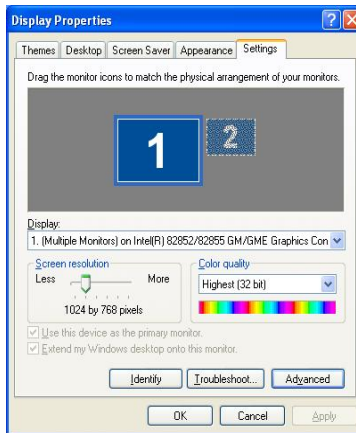 Display Properties
Themes Desktop Screen Saver Appearance Settings
Drag the monitor icons to match the physical arrangement of your monitors.
1 2
Display:
1. (Multiple Monitors) on Intel(R) 82852/82855 GM/GME Graphics Con
Screen resolution
Less More
1024 by 768 pixels
Color quality
Highest (32 bit)
Use this device as the primary monitor.
Extend my Windows desktop onto this monitor.
Identify Troubleshoot... Advanced
OK Cancel Apply